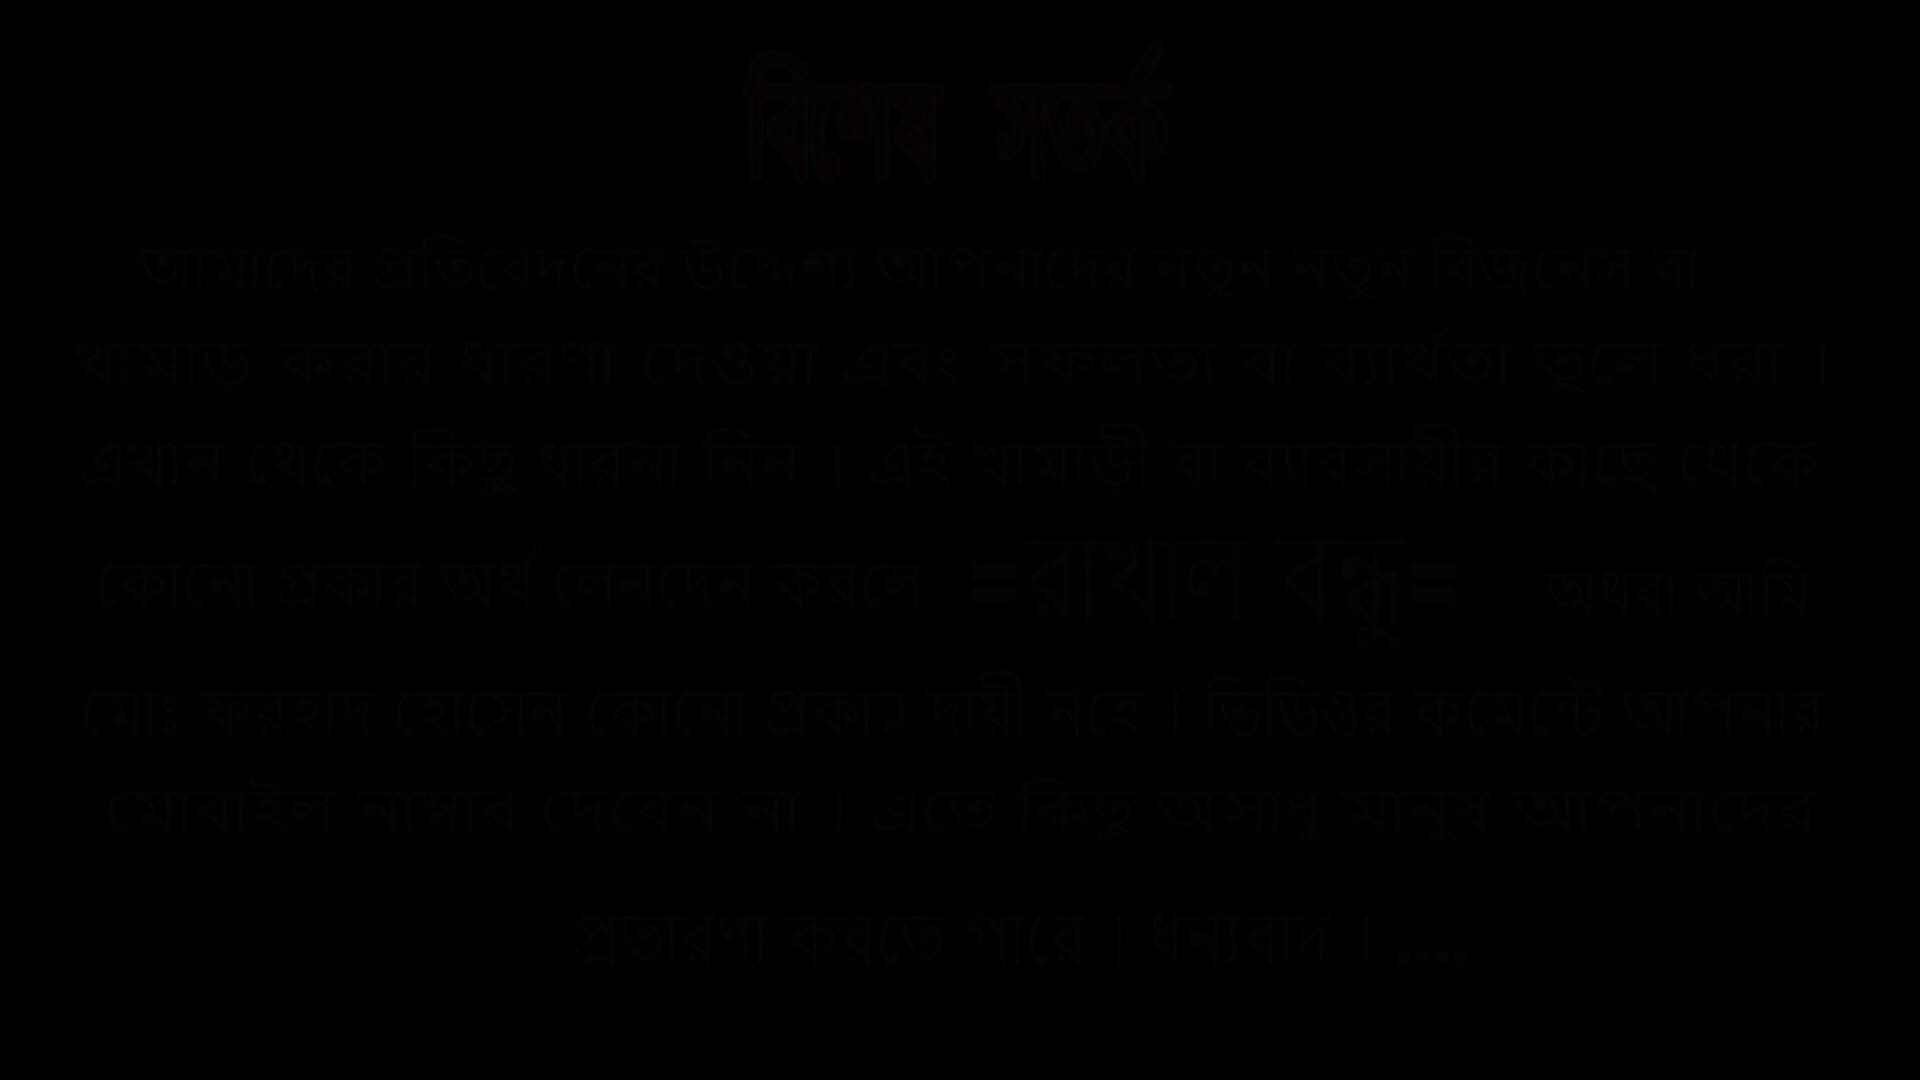 বিশেষ সতর্ক
আমাদের প্রতিবেদনের উদ্দেশ্য আপনাদের নতুন নতুন বিজনেস বা
খামাড় করার ধারণা দেওয়া এবং সফলতা বা ব্যার্থতা তুলে ধরা ।
এখান থেকে কিছু ধারনা নিন । এই খামাড়ী বা ব্যাবসায়ীর কাছে থেকে
কোনো প্রকার অর্থ লেনদেন করলে =রাখাল বন্ধু= অথবা আমি
মোঃ ফরহাদ হোসেন কোনো প্রকার দায়ী নহে । ভিডিওর কমেন্টে আপনার
মোবাইল নাম্বার দেবেন না । এতে কিছু অসাধু মানুষ আপনাদের
প্রতারণা করতে পারে । ধন্যবাদ । ....